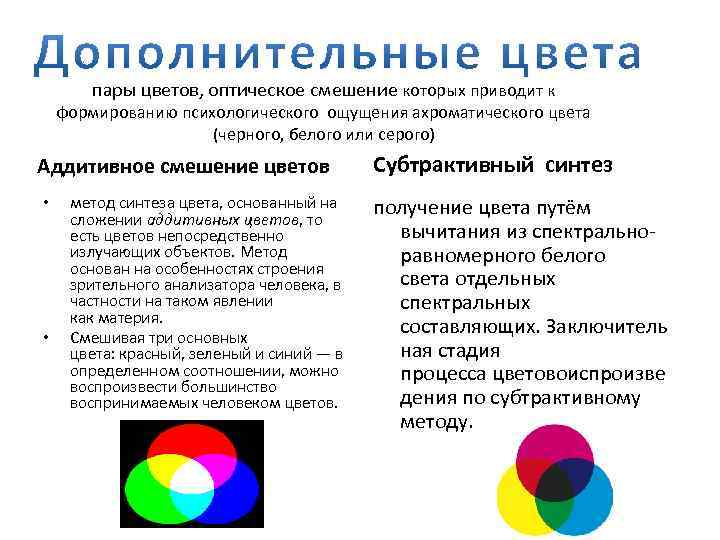 Дополнительные цвета
пары цветов, оптическое смешение которых приводит к
формированию психологического ощущения ахроматического цвета
(черного, белого или серого)
Аддитивное смешение цветов
• метод синтеза цвета, основанный на
сложении аддитивных цветов, то
есть цветов непосредственно
излучающих объектов. Метод
основан на особенностях строения
зрительного анализатора человека, в
частности на таком явлении
как материя.
• Смешивая три основных
цвета: красный, зеленый и синий — в
определенном соотношении, можно
воспроизвести большинство
воспринимаемых человеком цветов.
Субтрактивный синтез
получение цвета путём
вычитания из спектрально-
равномерного белого
света отдельных
спектральных
составляющих. Заключитель
ная стадия
процесса цветовоиспроизве
дения по субтрактивному
методу.